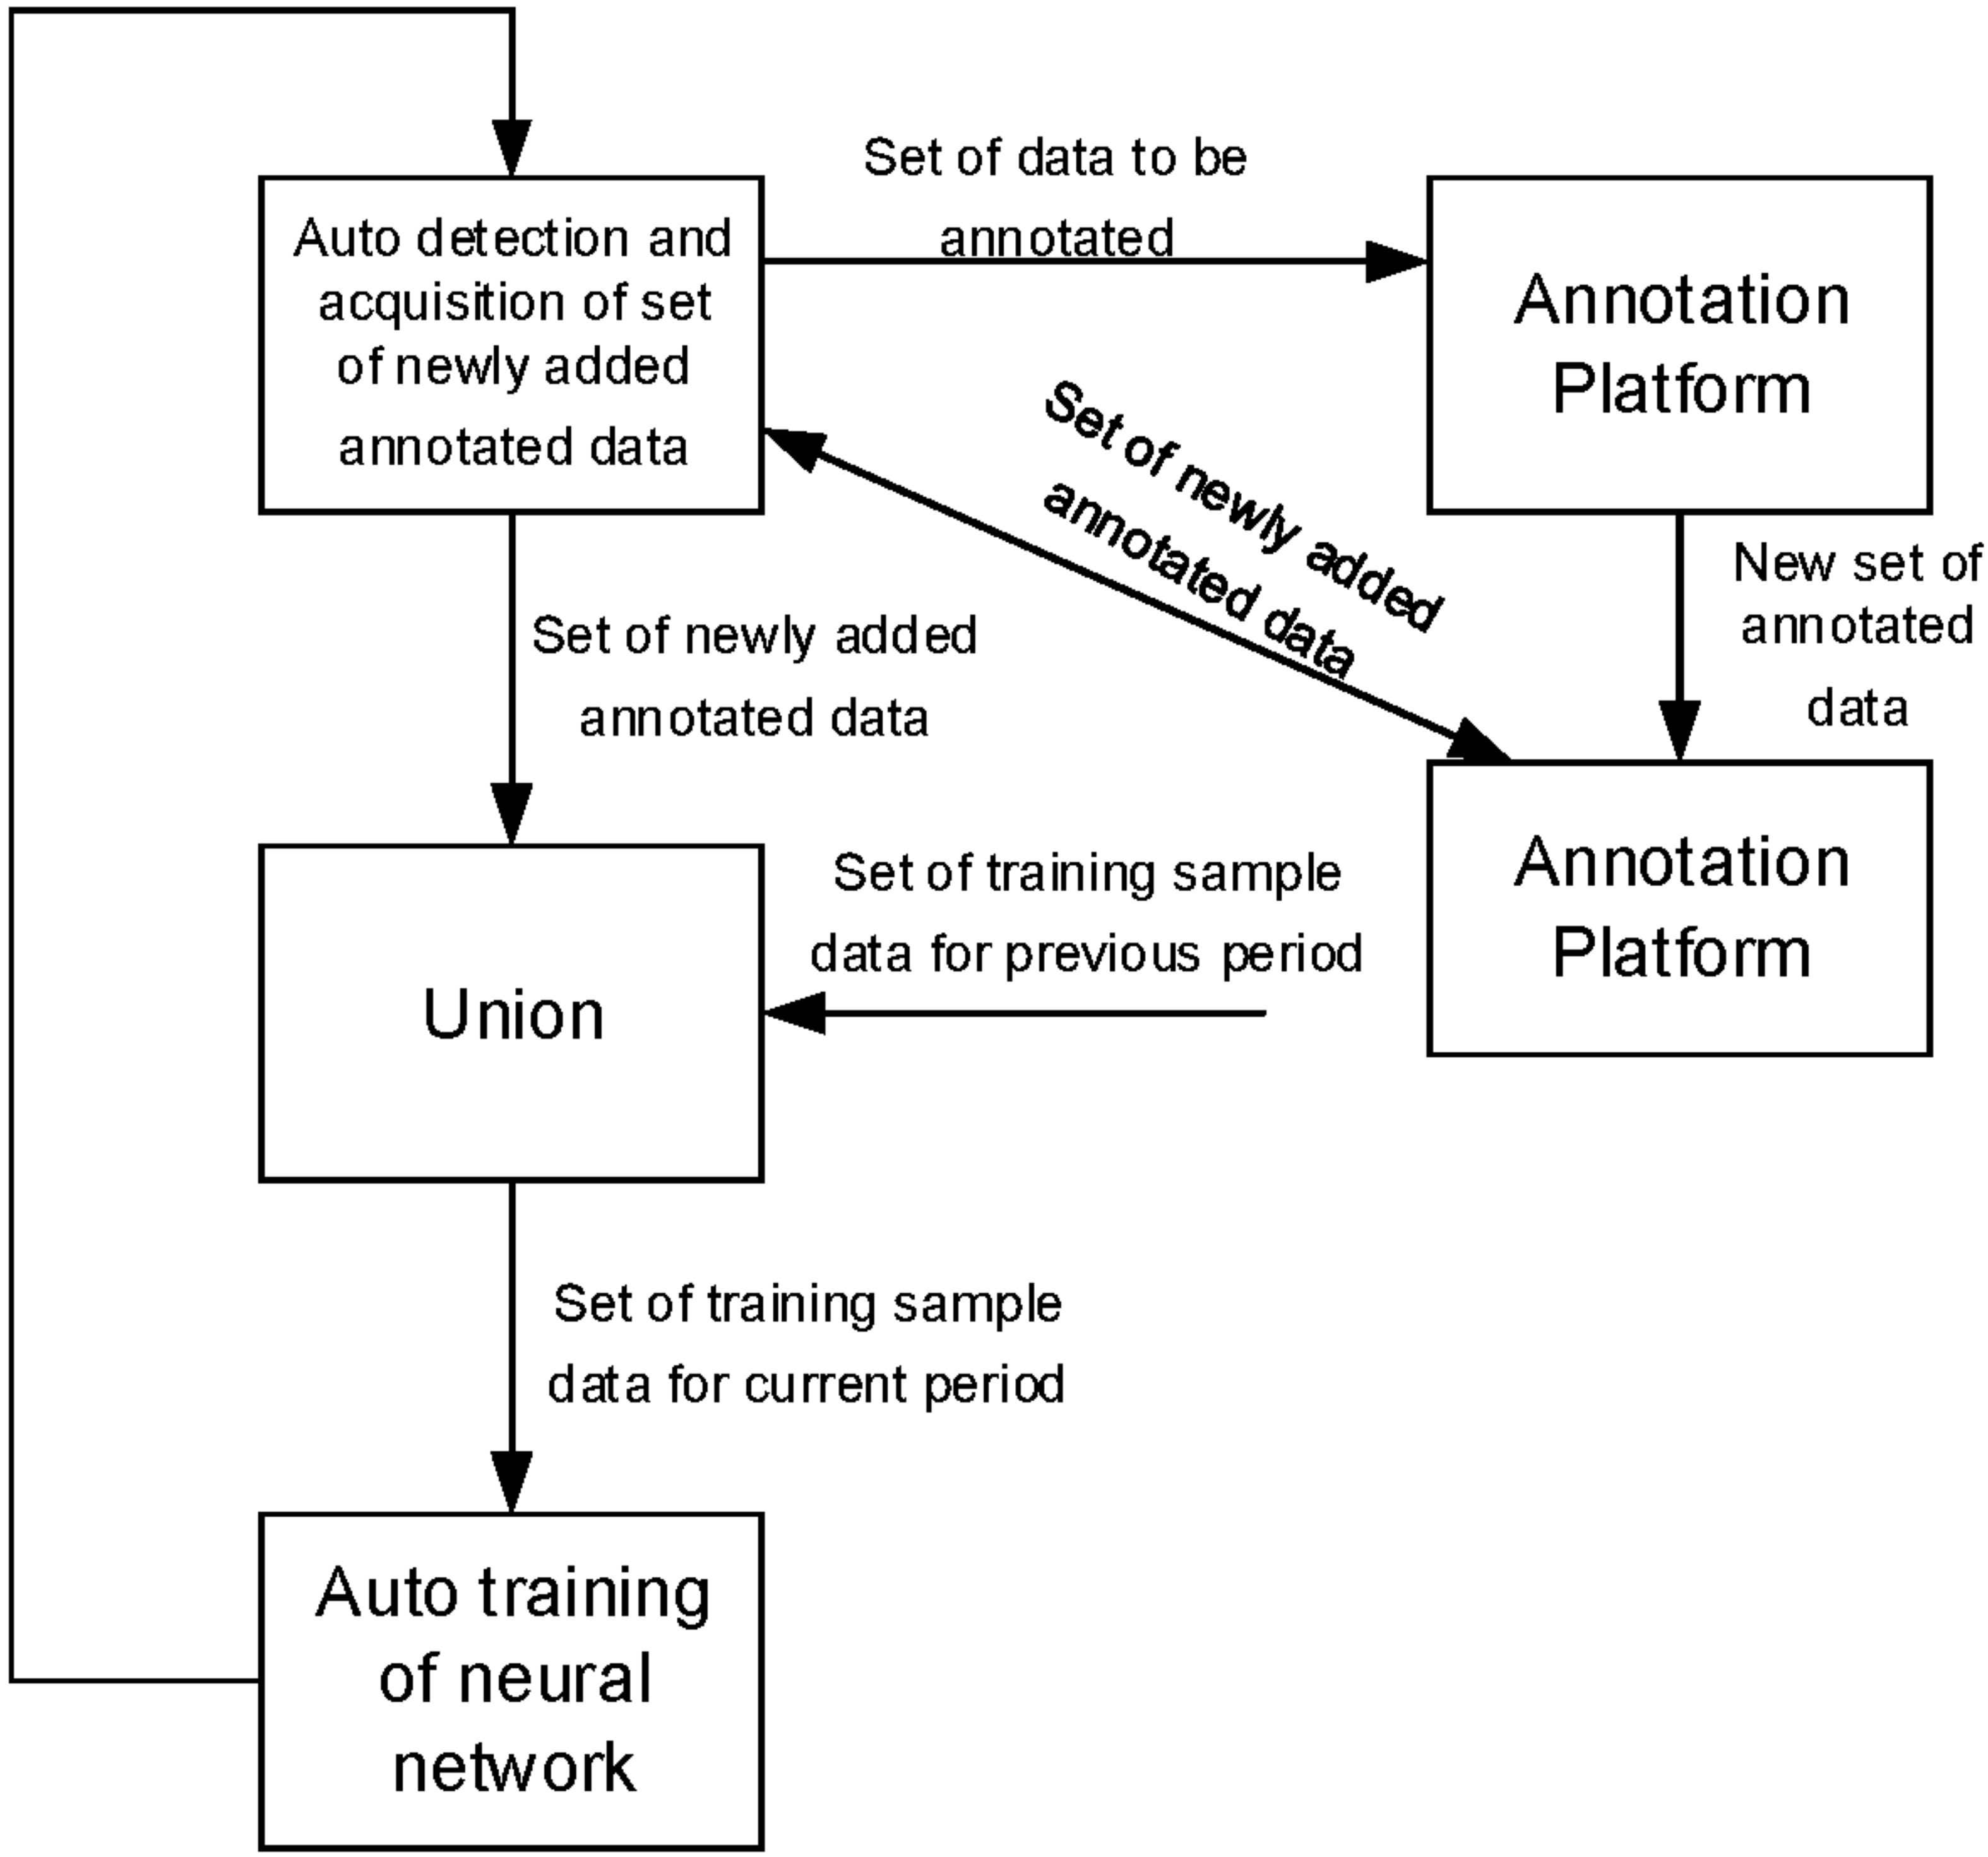 Set of data to be
annotated
Auto detection and
acquisition of set
of newly added
annotated data
Annotation
Platform
Set of newly added
annotated data
New set of
annotated
data
Set of newly added
annotated data
Annotation
Platform
Set of training sample
data for previous period
Union
Set of training sample
data for current period
Auto training
of neural
network